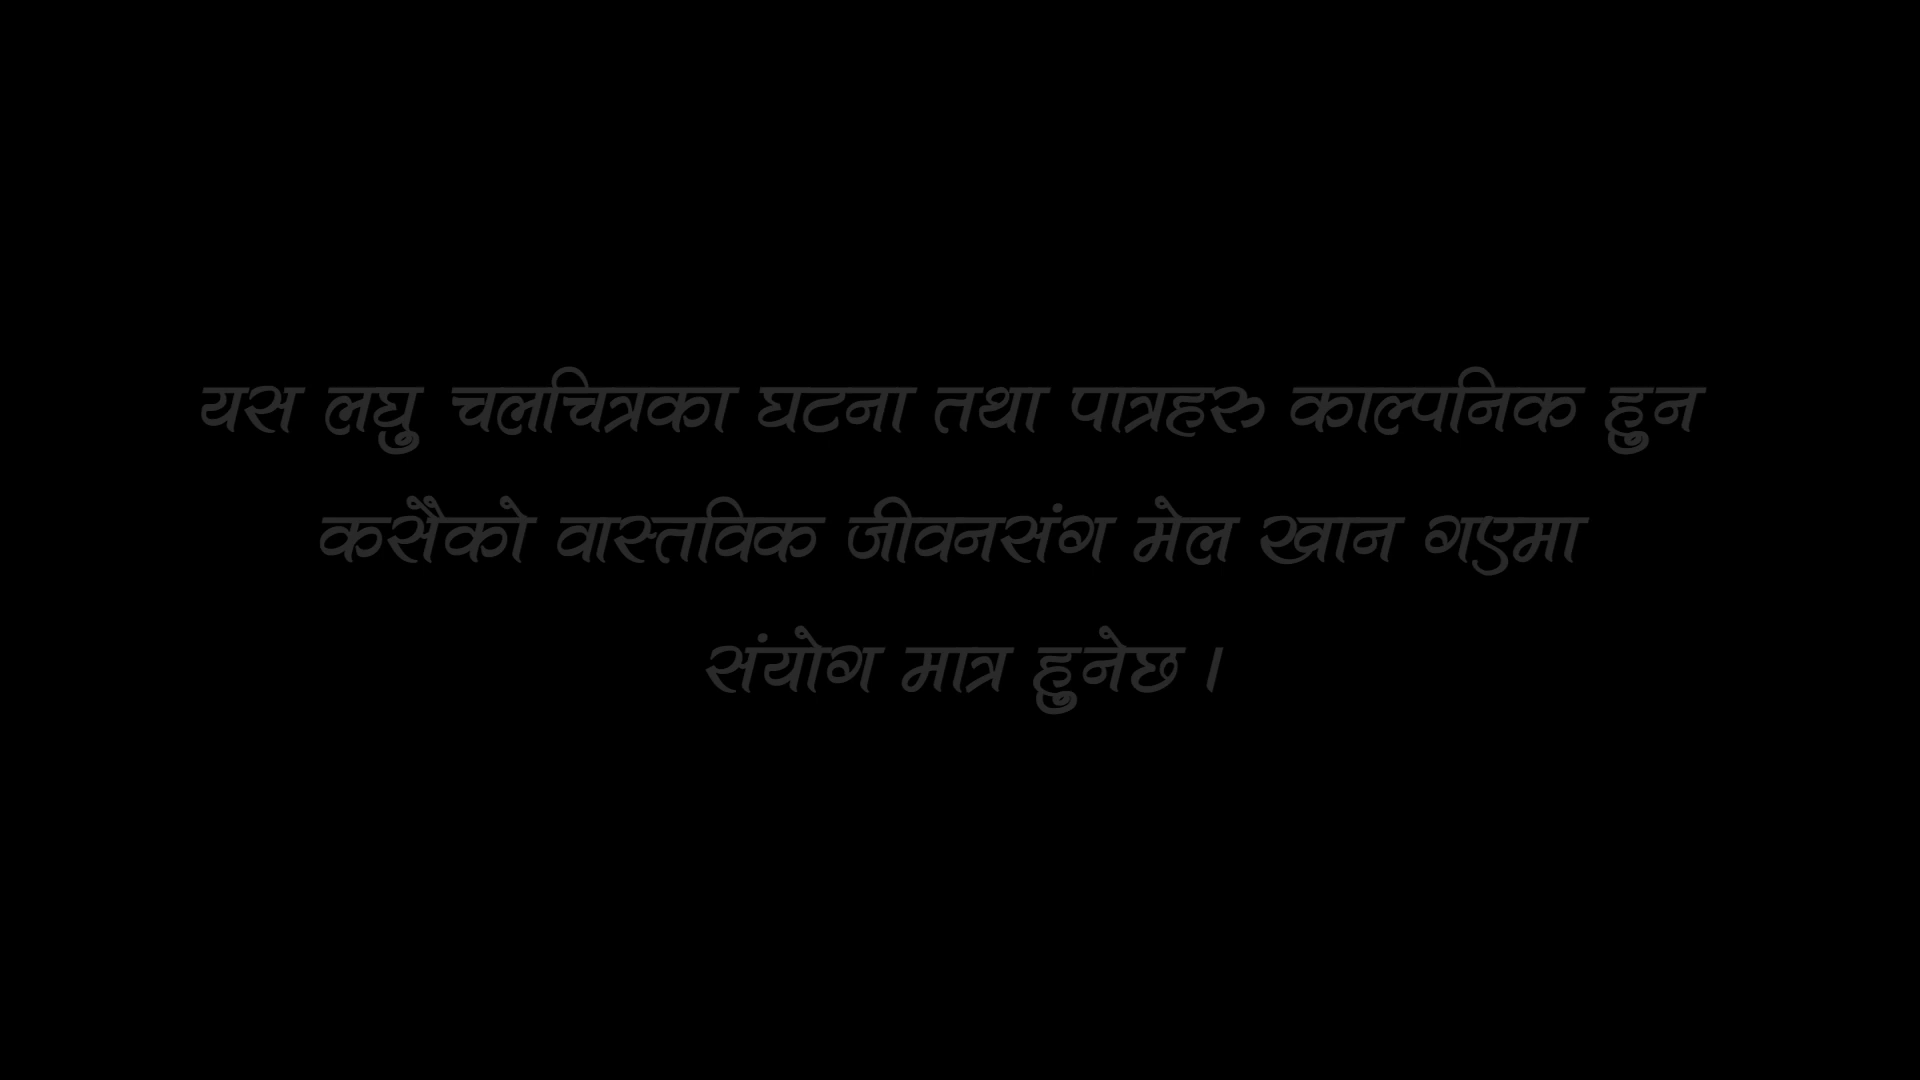 यस लघु चलचित्रका घटना तथा पात्रहरु काल्पनिक हुन
कसैको वास्तविक जीवनसंग मेल खान गएमा
संयोग मात्र हुनेछ ।